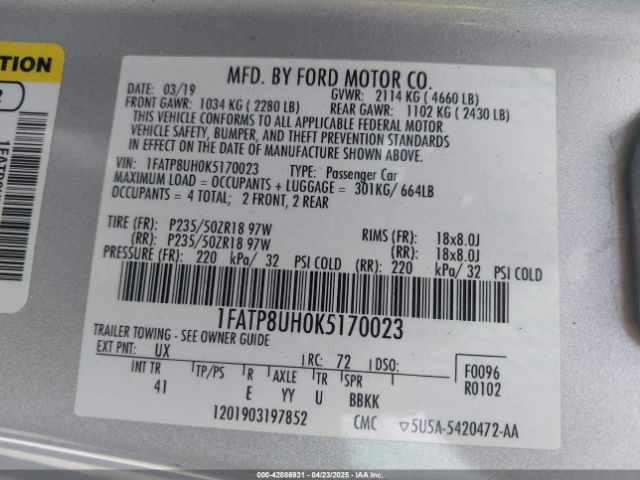 MFD. BY FORD MOTOR CO.
DATE: 03/19 GVWR: 2114 KG ( 4660 LB)
FRONT GAWR: 1034 KG ( 2280 LB) REAR GAWR: 1102 KG ( 2430 LB)
THIS VEHICLE CONFORMS TO ALL APPLICABLE FEDERAL MOTOR
VEHICLE SAFETY, BUMPER, AND THEFT PREVENTION STANDARDS
IN EFFECT ON THE DATE OF MANUFACTURE SHOWN ABOVE.
VIN: 1FATP8UH0K5170023 TYPE: Passenger Car
MAXIMUM LOAD = OCCUPANTS + LUGGAGE = 301KG/ 664LB
OCCUPANTS = 4 TOTAL; 2 FRONT, 2 REAR
TIRE (FR): P235/50ZR18 97W RIMS (FR): 18x8.0J
(RR): P235/50ZR18 97W (RR): 18x8.0J
PRESSURE (FR): 220 kPa/ 32 PSI COLD (RR): 220 kPa/ 32 PSI COLD
1FATP8UH0K5170023
TRAILER TOWING - SEE OWNER GUIDE
EXT PNT: UX RC: 72 DSO: F0096
INT TR TP/PS R AXLE TR SPR R0102
41 E YY U BBKK
1201903197852 CMC ▽5U5A-5420472-AA
000-42086931 - 04/23/2025 - IAAI.com